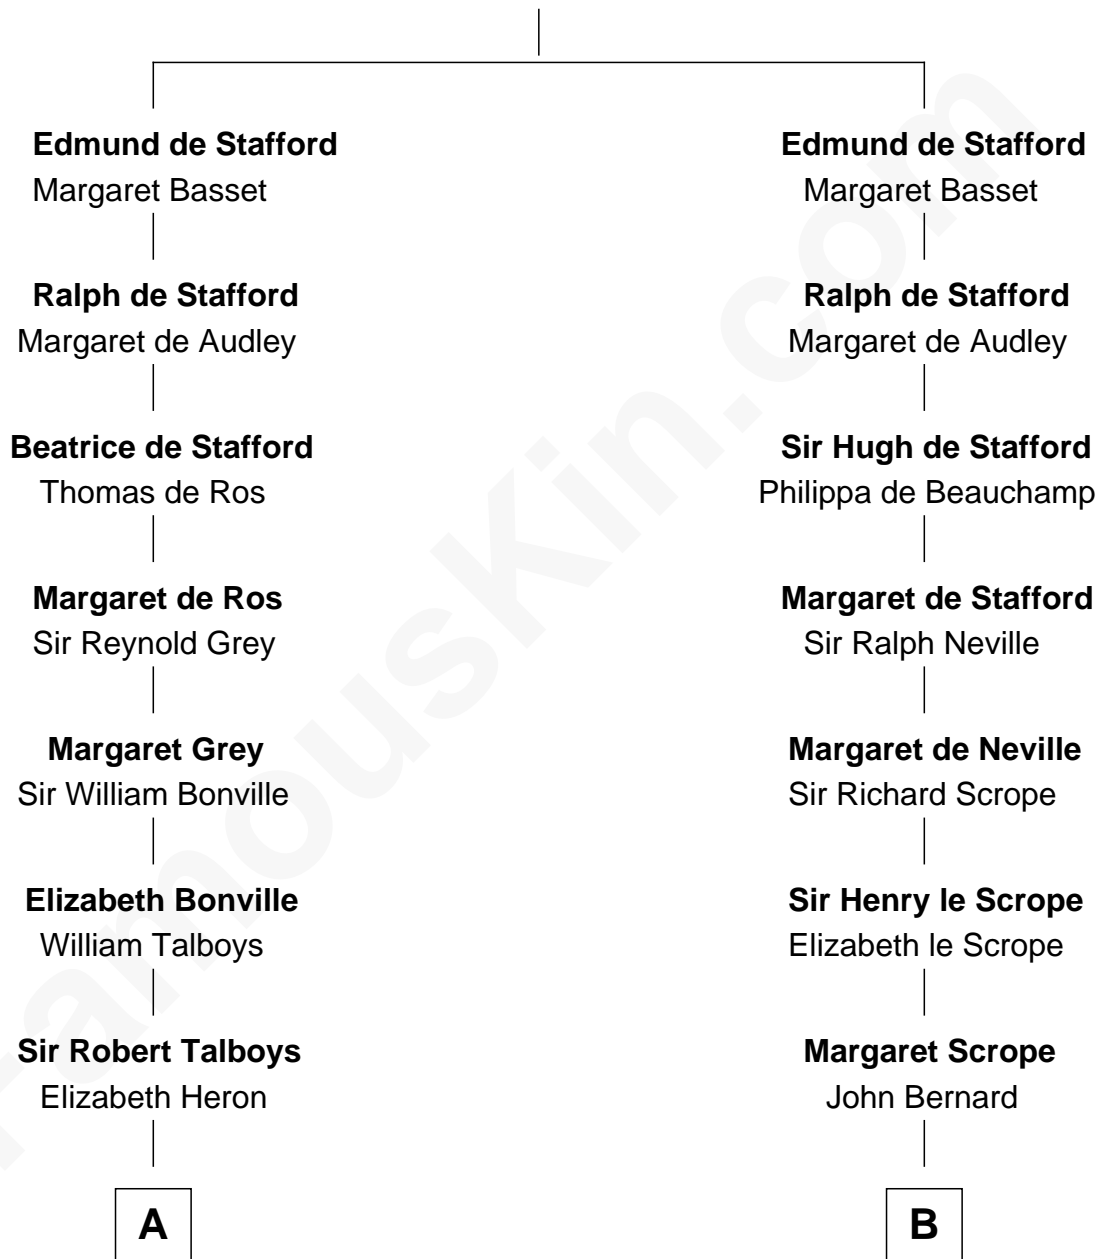 Edmund de Stafford
Margaret Basset
Ralph de Stafford
Margaret de Audley
Beatrice de Stafford
Thomas de Ros
Margaret de Ros
Sir Reynold Grey
Margaret Grey
Sir William Bonville
Elizabeth Bonville
William Talboys
Sir Robert Talboys
Elizabeth Heron
A
Edmund de Stafford
Margaret Basset
Ralph de Stafford
Margaret de Audley
Sir Hugh de Stafford
Philippa de Beauchamp
Margaret de Stafford
Sir Ralph Neville
Margaret de Neville
Sir Richard Scrope
Sir Henry le Scrope
Elizabeth le Scrope
Margaret Scrope
John Bernard
B
FamousKin.com